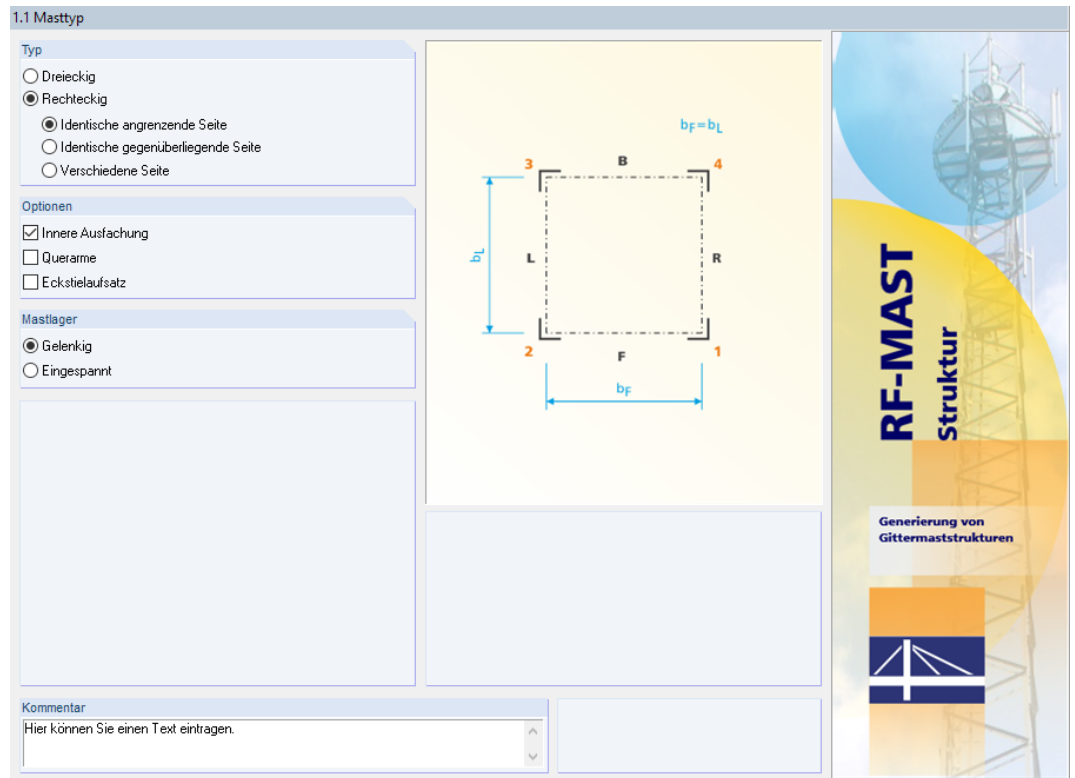 1.1 Masttyp
Typ
Dreieckig
Rechteckig
Identische angrenzende Seite
Identische gegenüberliegende Seite
Verschiedene Seite
Optionen
Innere Ausfachung
Querarme
Eckstielaufsatz
Mastlager
Gelenkig
Eingespannt
bF=bL
3 B 4
bL L R
2 F 1
bF
RF-MAST
Struktur
Generierung von
Gittermaststrukturen
Kommentar
Hier können Sie einen Text eintragen.